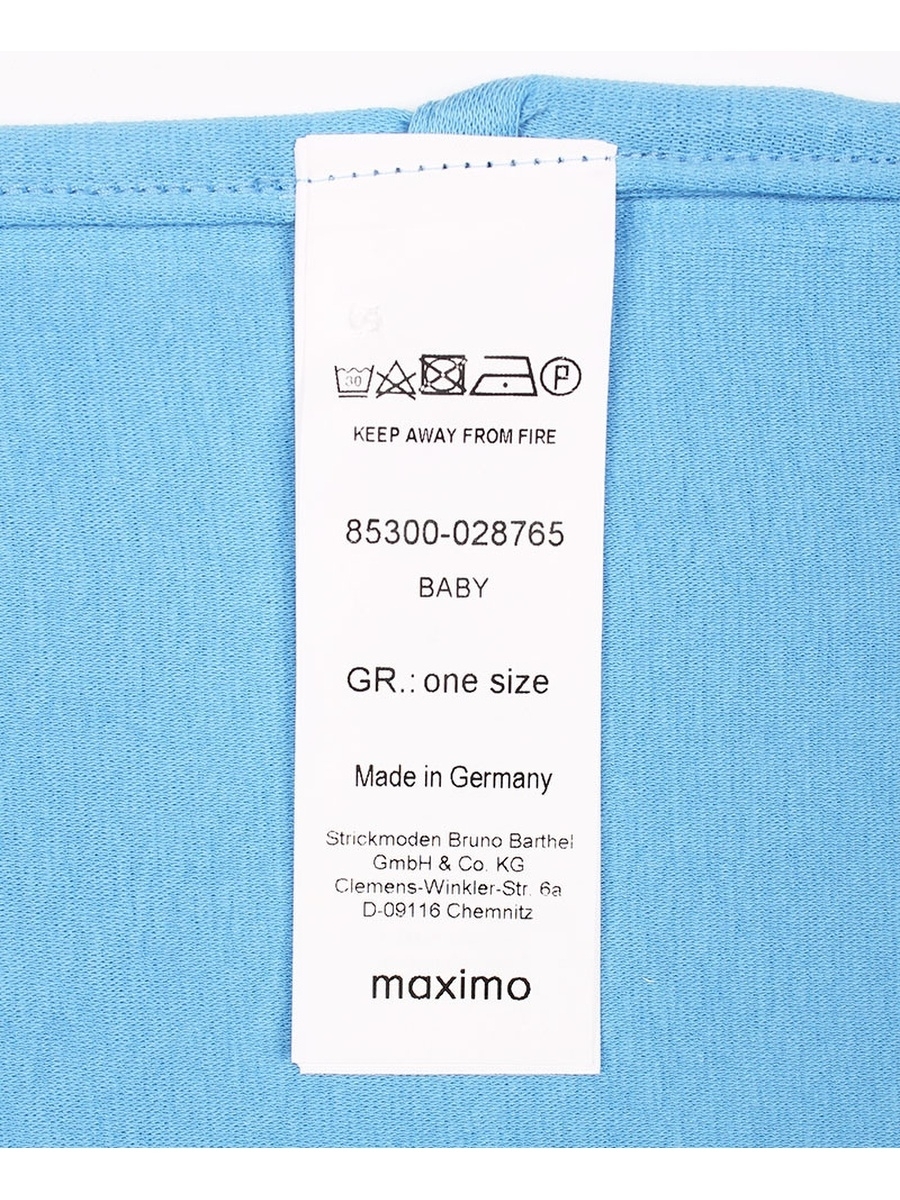 30
P
KEEP AWAY FROM FIRE
85300-028765
BABY
GR.: one size
Made in Germany
Strickmoden Bruno Barthel
GmbH & Co. KG
Clemens-Winkler-Str. 6a
D-09116 Chemnitz
maximo